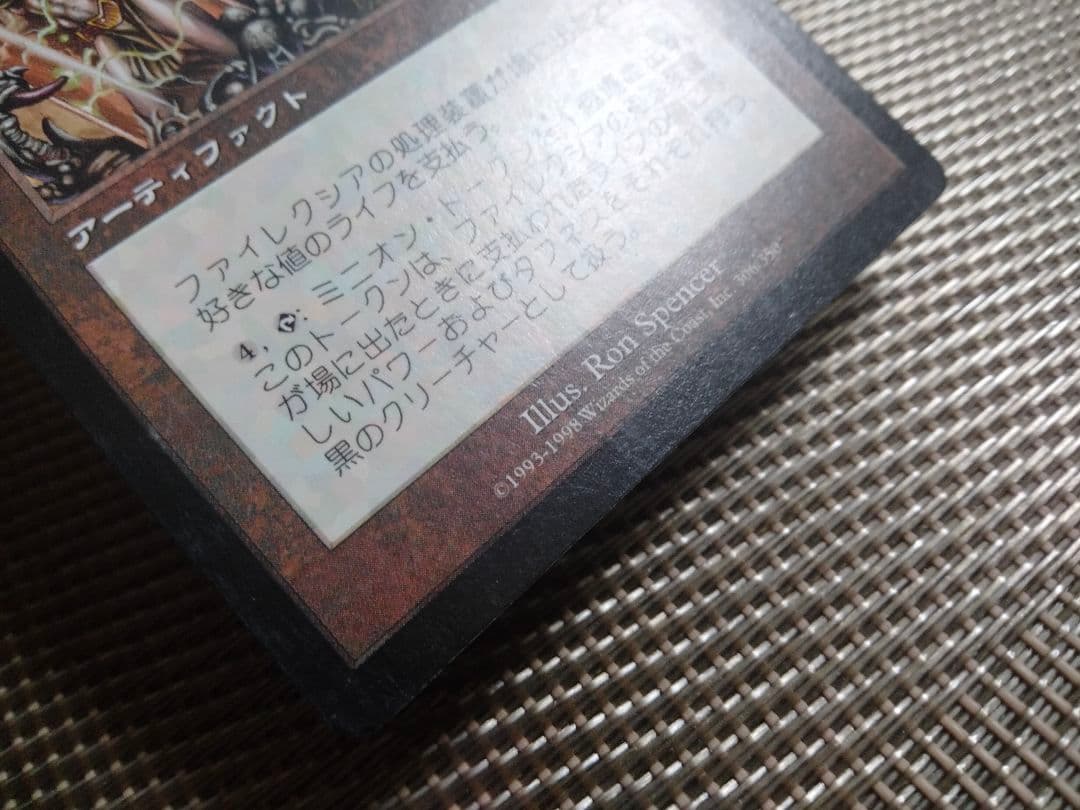 アーティファクト
ファイレクシアの処理装置が場に
好きな値のライフを支払う。
4,: ミニオン・トークンを1個場に出す。
このトークンは、ファイレクシアの処理装置
が場に出たときに支払われたライフの値に等
しいパワーおよびタフネスをそれぞれ持つ
黒のクリーチャーとして扱う。
Illus. Ron Spencer
©1993-1998 Wizards of the Coast, Inc. 306/350